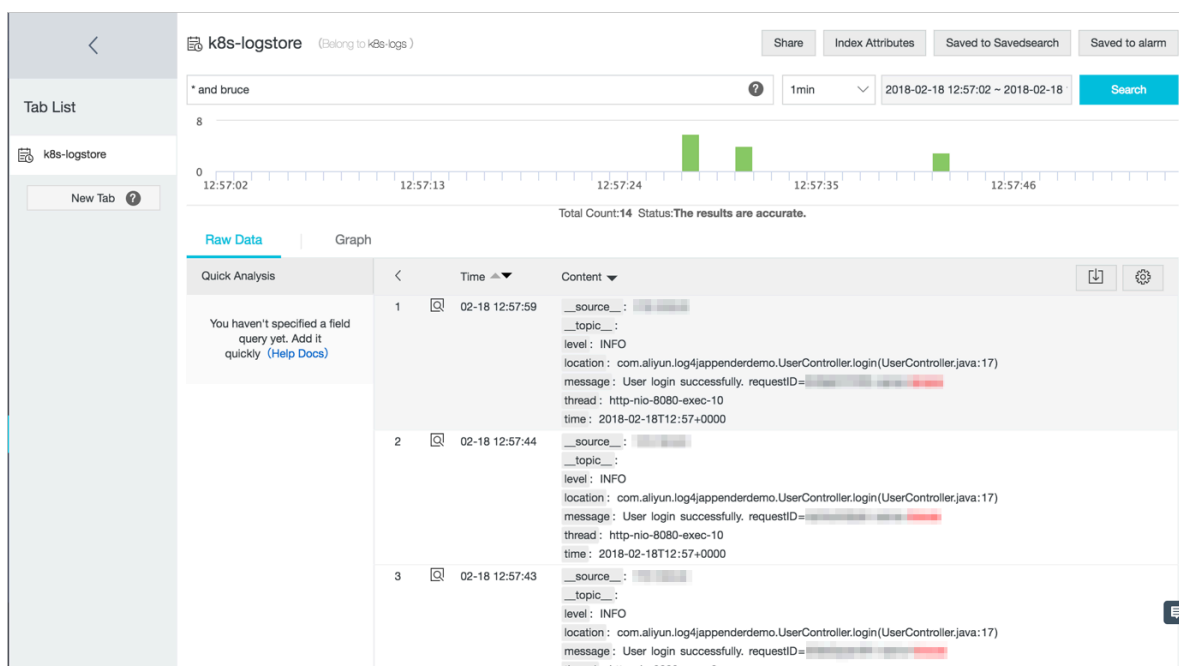 k8s-logstore (Belong to k8s-logs )
Share Index Attributes Saved to Savedsearch Saved to alarm
* and bruce ? 1min 2018-02-18 12:57:02 ~ 2018-02-18 Search
Tab List
k8s-logstore
New Tab ?
8
0
12:57:02 12:57:13 12:57:24 12:57:35 12:57:46
Total Count:14 Status:The results are accurate.
Raw Data Graph
Quick Analysis
You haven't specified a field
query yet. Add it
quickly (Help Docs)
Time Content
1 02-18 12:57:59 __source__ :
__topic__ :
level : INFO
location : com.aliyun.log4jappenderdemo.UserController.login(UserController.java:17)
message : User login successfully. requestID=
thread : http-nio-8080-exec-10
time : 2018-02-18T12:57+0000
2 02-18 12:57:44 __source__ :
__topic__ :
level : INFO
location : com.aliyun.log4jappenderdemo.UserController.login(UserController.java:17)
message : User login successfully. requestID=
thread : http-nio-8080-exec-10
time : 2018-02-18T12:57+0000
3 02-18 12:57:43 __source__ :
__topic__ :
level : INFO
location : com.aliyun.log4jappenderdemo.UserController.login(UserController.java:17)
message : User login successfully. requestID=